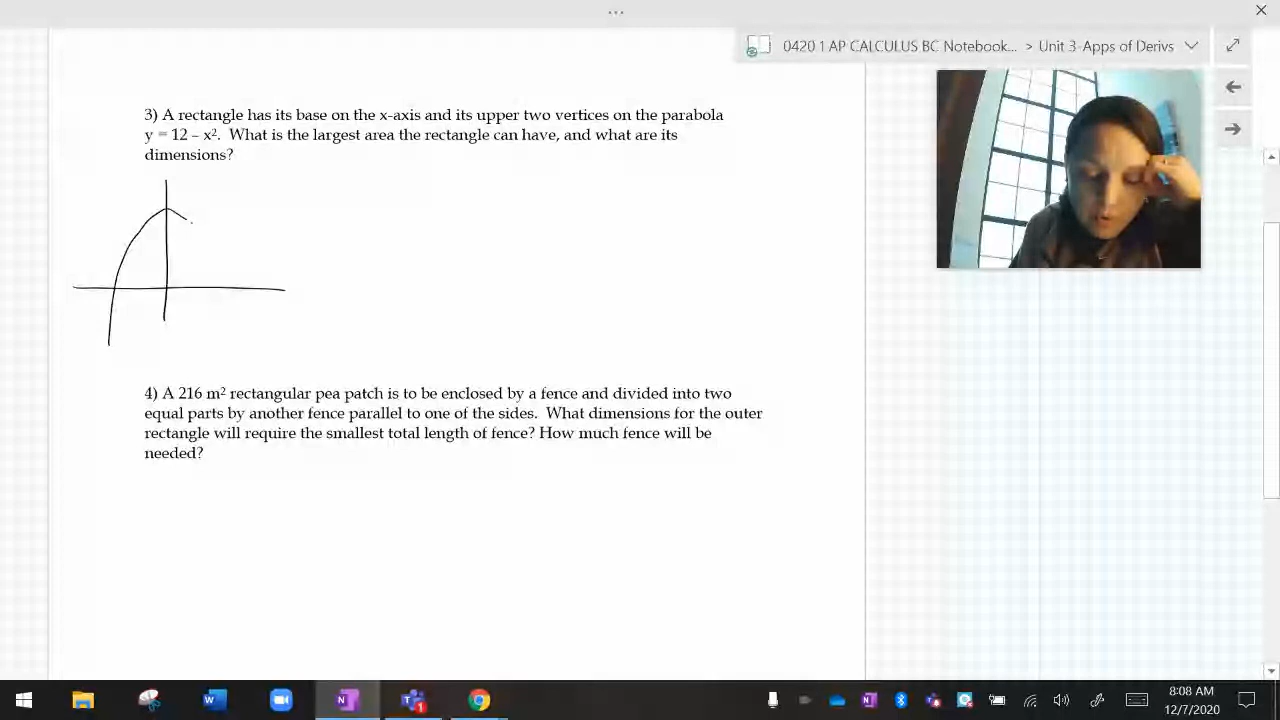 0420 1 AP CALCULUS BC Notebook... > Unit 3-Apps of Derivs
3) A rectangle has its base on the x-axis and its upper two vertices on the parabola
y = 12 – x². What is the largest area the rectangle can have, and what are its
dimensions?
4) A 216 m² rectangular pea patch is to be enclosed by a fence and divided into two
equal parts by another fence parallel to one of the sides. What dimensions for the outer
rectangle will require the smallest total length of fence? How much fence will be
needed?
8:08 AM
12/7/2020